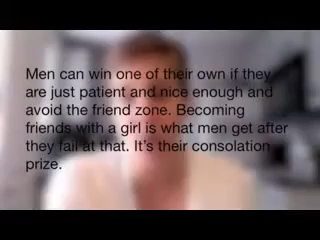 Men can win one of their own if they
are just patient and nice enough and
avoid the friend zone. Becoming
friends with a girl is what men get after
they fail at that. It’s their consolation
prize.